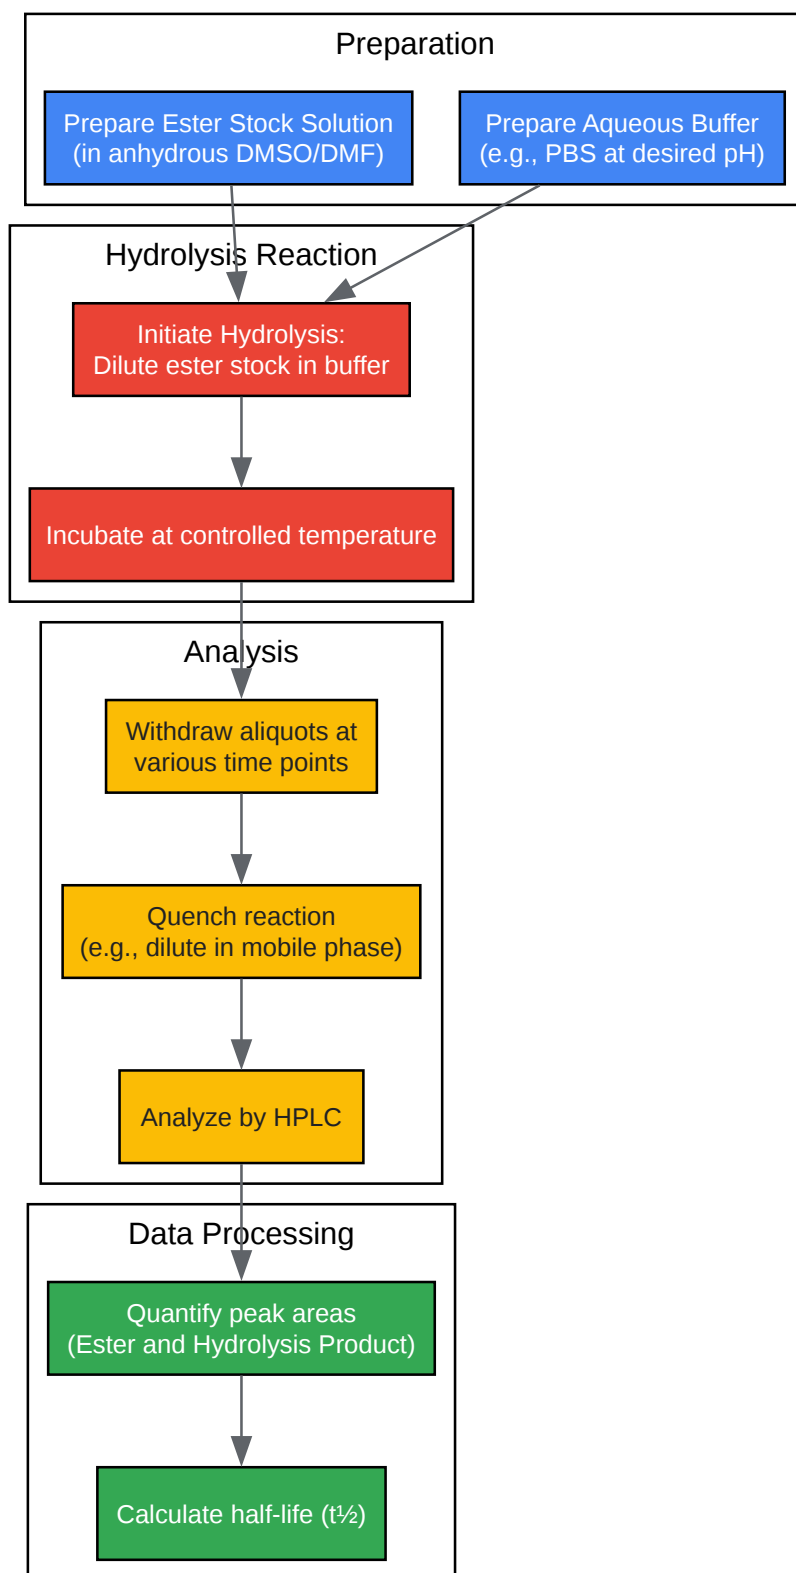 Preparation
Prepare Ester Stock Solution
(in anhydrous DMSO/DMF)
Prepare Aqueous Buffer
(e.g., PBS at desired pH)
Hydrolysis Reaction
Initiate Hydrolysis:
Dilute ester stock in buffer
Incubate at controlled temperature
Analysis
Withdraw aliquots at
various time points
Quench reaction
(e.g., dilute in mobile phase)
Analyze by HPLC
Data Processing
Quantify peak areas
(Ester and Hydrolysis Product)
Calculate half-life (t½)